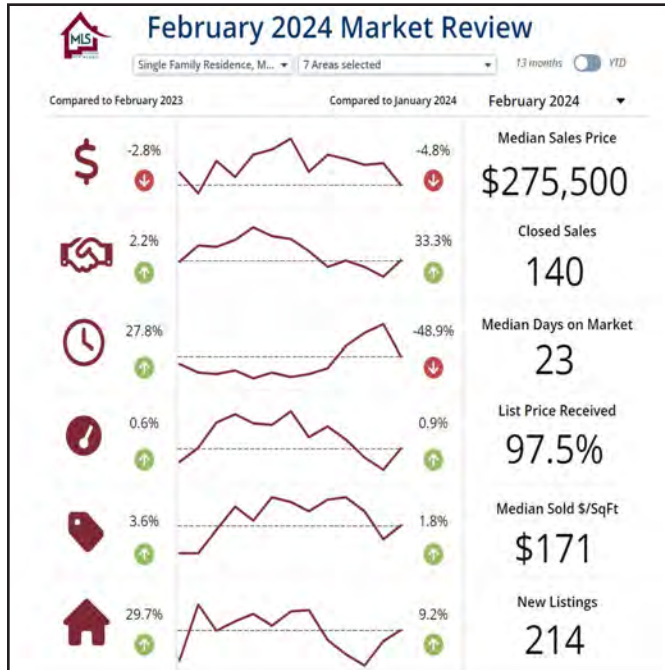 MLS
February 2024 Market Review
Single Family Residence, M... 7 Areas selected 13 months YTD
Compared to February 2023 Compared to January 2024 February 2024
-2.8% -4.8% Median Sales Price
$275,500
2.2% 33.3% Closed Sales
140
27.8% -48.9% Median Days on Market
23
0.6% 0.9% List Price Received
97.5%
3.6% 1.8% Median Sold $/SqFt
$171
29.7% 9.2% New Listings
214